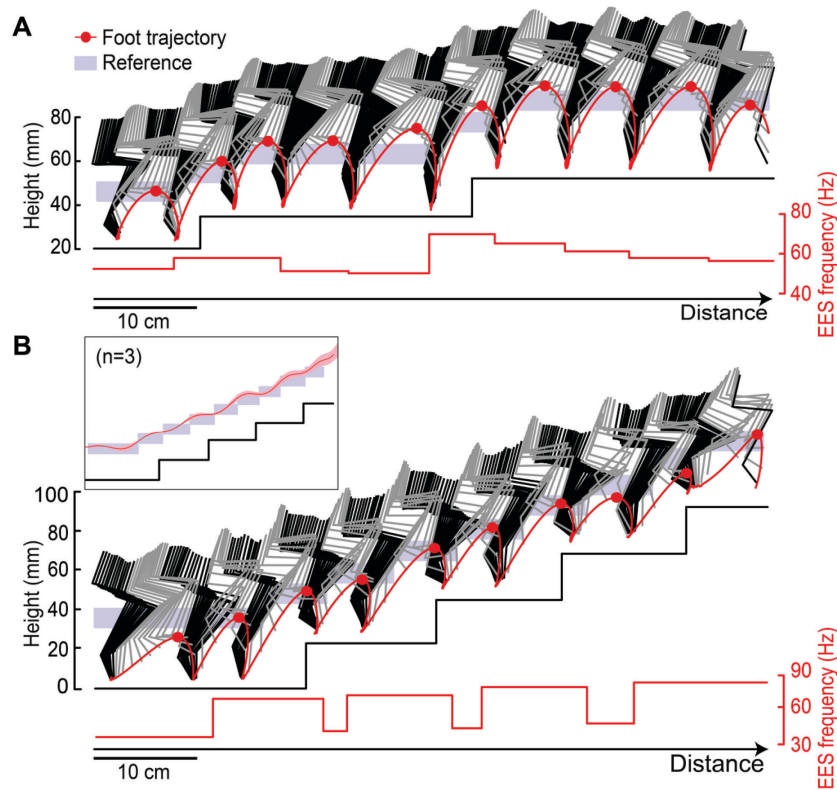 A
Foot trajectory
Reference
80
60
40
20
Height (mm)
80
60
40
EES frequency (Hz)
Distance
10 cm
B
(n=3)
100
80
60
40
20
0
Height (mm)
90
60
30
EES frequency (Hz)
Distance
10 cm